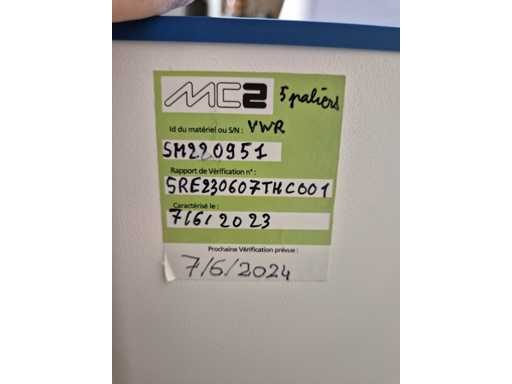 MC2 5 paliers
Id du matériel ou S/N : VWR
SM220951
Rapport de Vérification n° :
SRE230607THC001
Caractérisé le :
7/6/2023
Prochaine Vérification prévue :
7/6/2024